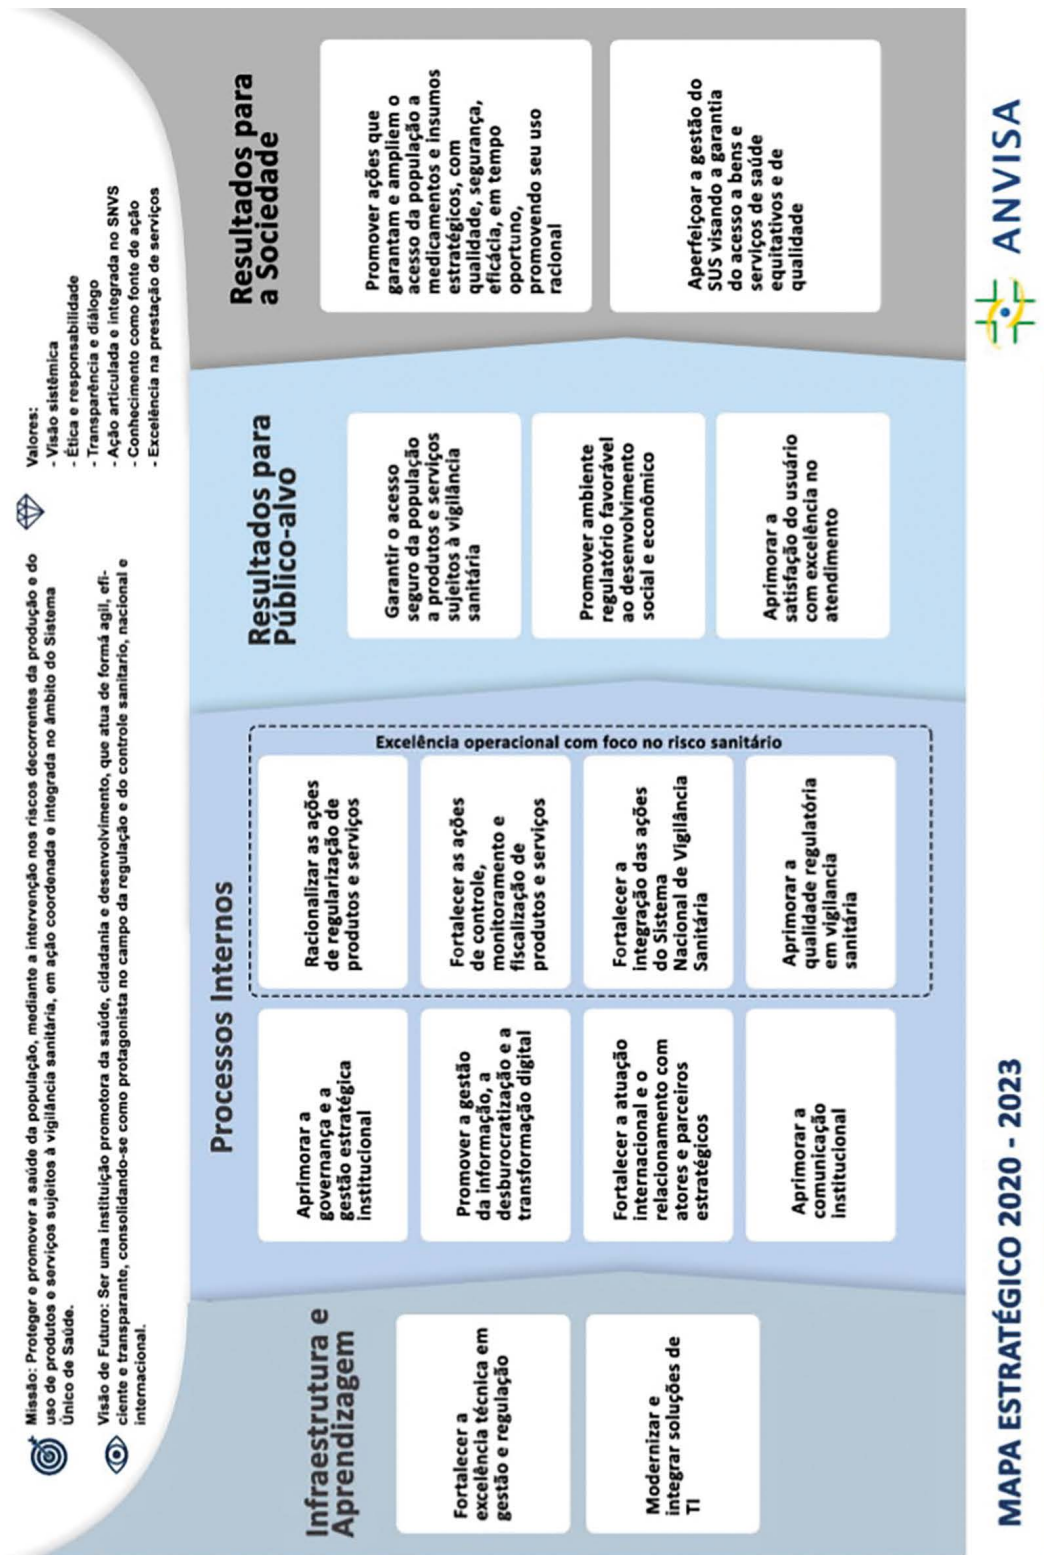 Missão: Proteger e promover a saúde da população, mediante a intervenção nos riscos decorrentes da produção e do
uso de produtos e serviços sujeitos à vigilância sanitária, em ação coordenada e integrada no âmbito do Sistema
Único de Saúde.
Visão de Futuro: Ser uma instituição promotora da saúde, cidadania e desenvolvimento, que atua de formá agil, efi-
ciente e transparante, consolidando-se como protagonista no campo da regulação e do controle sanitario, nacional e
internacional.
Valores:
- Visão sistêmica
- Ética e responsabilidade
- Transparência e diálogo
- Ação articulada e integrada no SNVS
- Conhecimento como fonte de ação
- Excelência na prestação de serviços
Infraestrutura e
Aprendizagem
Fortalecer a
excelência técnica em
gestão e regulação
Modernizar e
integrar soluções de
TI
Processos Internos
Aprimorar a
governança e a
gestão estratégica
institucional
Promover a gestão
da informação, a
desburocratização e a
transformação digital
Fortalecer a atuação
internacional e o
relacionamento com
atores e parceiros
estratégicos
Aprimorar a
comunicação
institucional
Racionalizar as ações
de regularização de
produtos e serviços
Fortalecer as ações
de controle,
monitoramento e
fiscalização de
produtos e serviços
Fortalecer a
integração das ações
do Sistema
Nacional de Vigilância
Sanitária
Aprimorar a
qualidade regulatória
em vigilancia
sanitária
Excelência operacional com foco no risco sanitário
Resultados para
Público-alvo
Garantir o acesso
seguro da população
a produtos e serviços
sujeitos à vigilância
sanitária
Promover ambiente
regulatório favorável
ao desenvolvimento
social e econômico
Aprimorar a
satisfação do usuário
com excelência no
atendimento
Resultados para
a Sociedade
Promover ações que
garantam e ampliem o
acesso da população a
medicamentos e insumos
estratégicos, com
qualidade, segurança,
eficácia, em tempo
oportuno,
promovendo seu uso
racional
Aperfeiçoar a gestão do
SUS visando a garantia
do acesso a bens e
serviços de saúde
equitativos e de
qualidade
MAPA ESTRATÉGICO 2020 - 2023
ANVISA